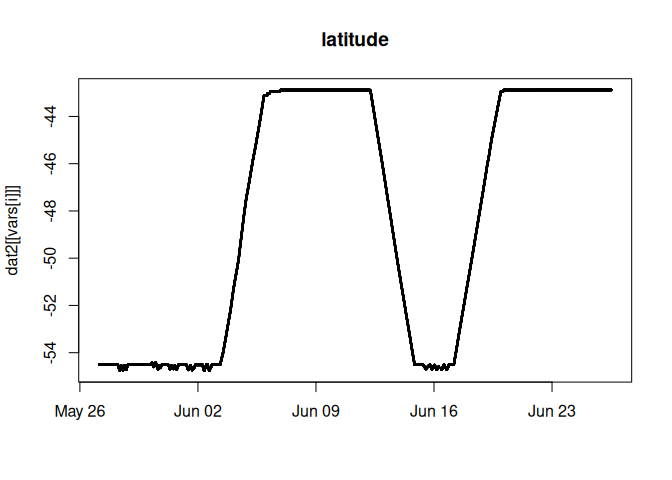 latitude
dat2[[vars[i]]]
-44
-46
-48
-50
-52
-54
May 26
Jun 02
Jun 09
Jun 16
Jun 23